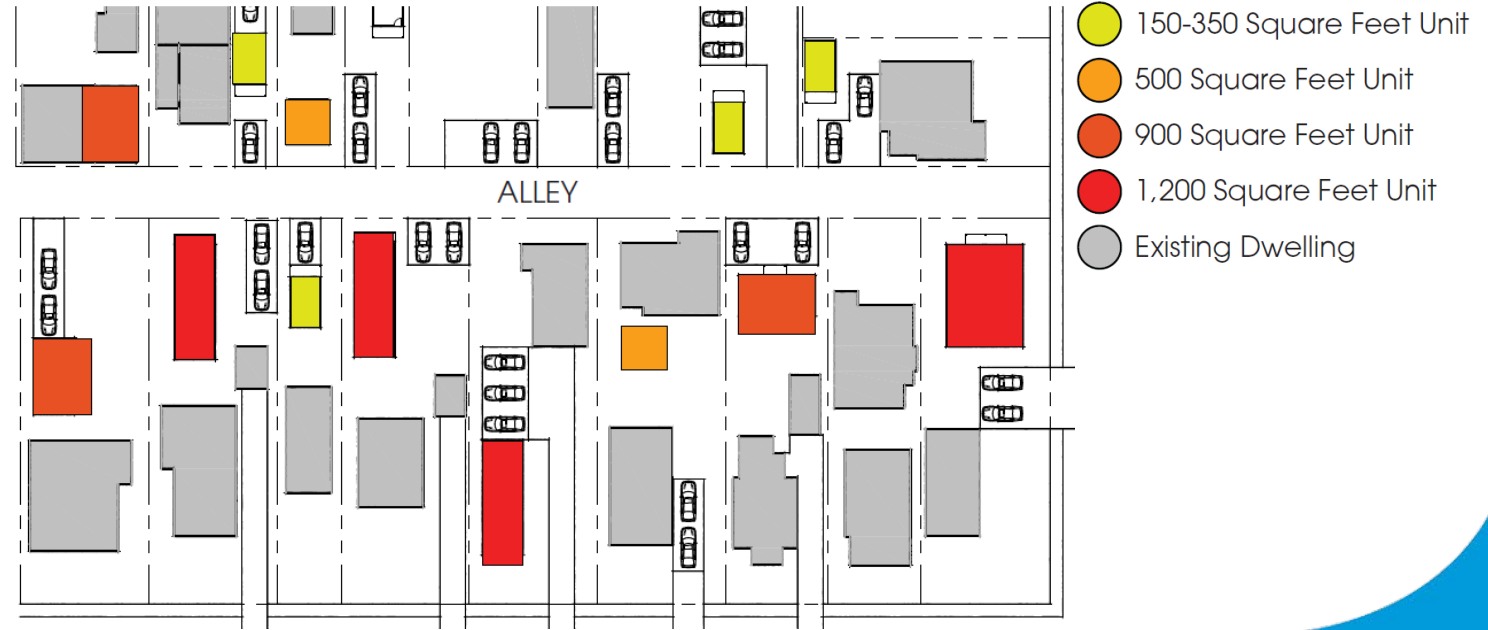 150-350 Square Feet Unit
500 Square Feet Unit
900 Square Feet Unit
1,200 Square Feet Unit
Existing Dwelling
ALLEY